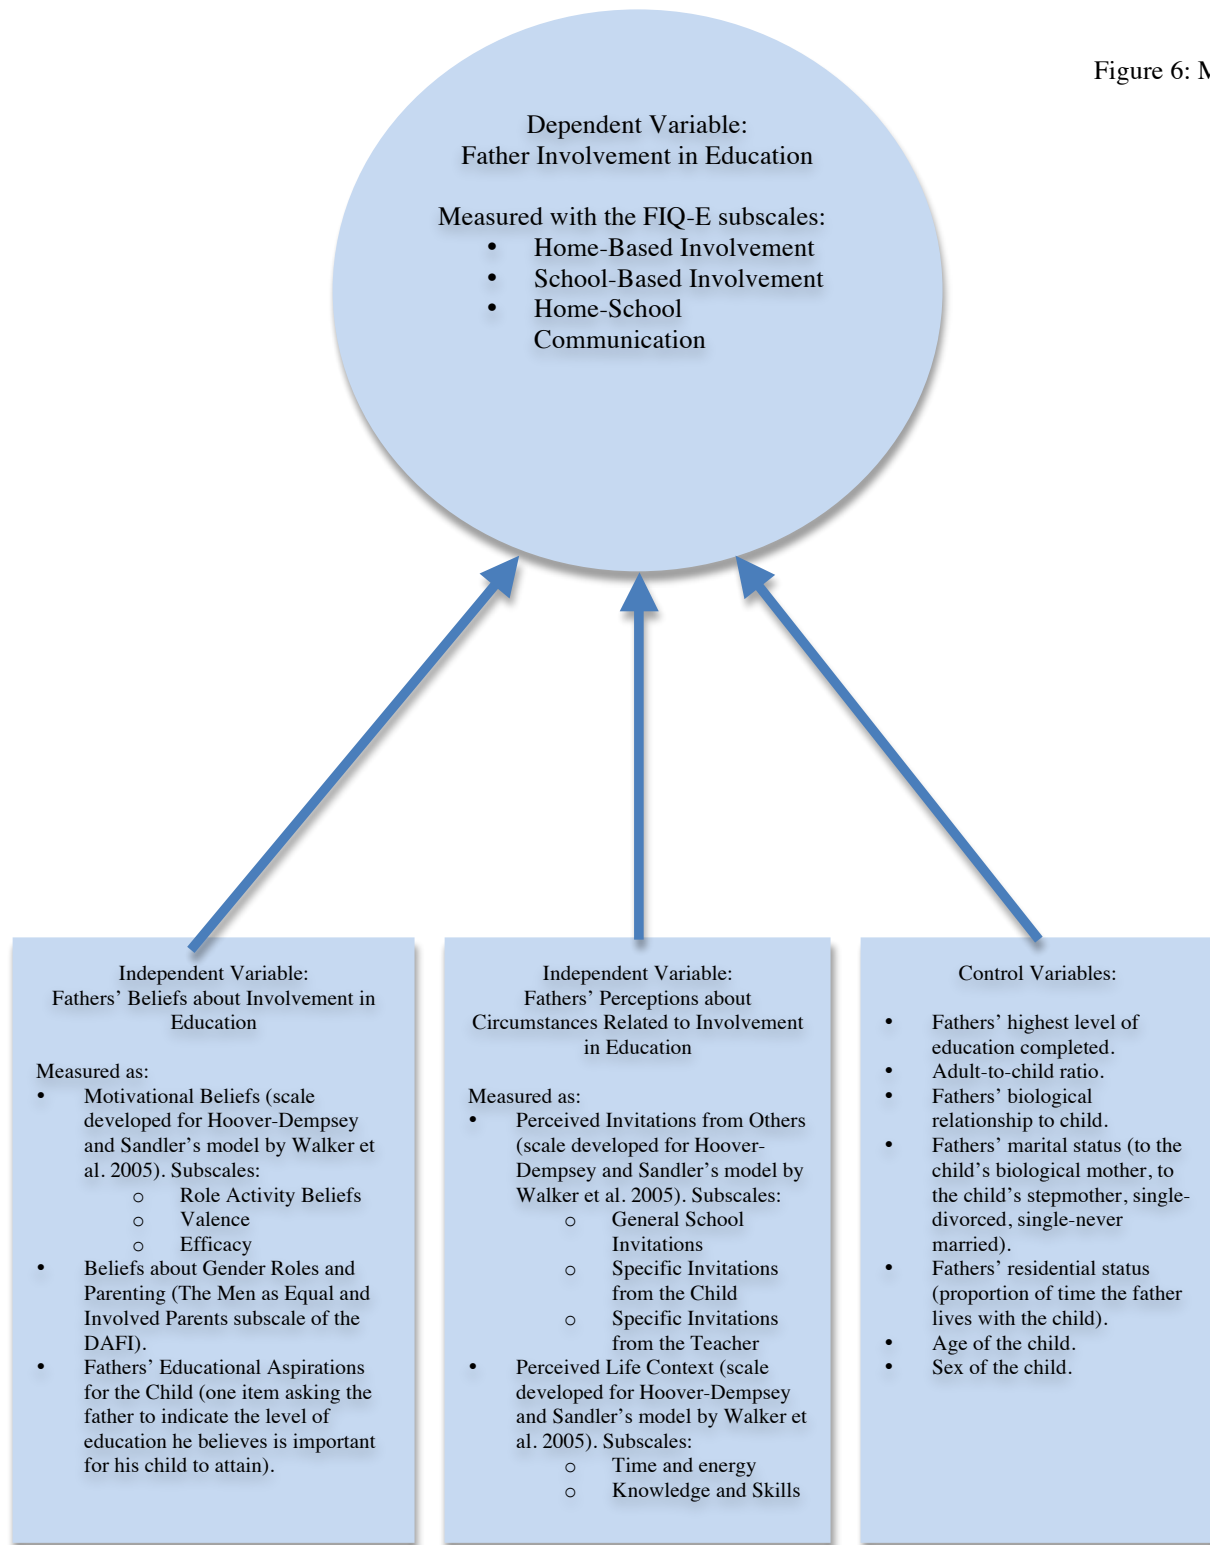 Figure 6: M
Dependent Variable:
Father Involvement in Education
Measured with the FIQ-E subscales:
• Home-Based Involvement
• School-Based Involvement
• Home-School
Communication
Independent Variable:
Fathers’ Beliefs about Involvement in
Education
Measured as:
• Motivational Beliefs (scale
developed for Hoover-Dempsey
and Sandler’s model by Walker et
al. 2005). Subscales:
o Role Activity Beliefs
o Valence
o Efficacy
• Beliefs about Gender Roles and
Parenting (The Men as Equal and
Involved Parents subscale of the
DAFI).
• Fathers’ Educational Aspirations
for the Child (one item asking the
father to indicate the level of
education he believes is important
for his child to attain).
Independent Variable:
Fathers’ Perceptions about
Circumstances Related to Involvement
in Education
Measured as:
• Perceived Invitations from Others
(scale developed for Hoover-
Dempsey and Sandler’s model by
Walker et al. 2005). Subscales:
o General School
Invitations
o Specific Invitations
from the Child
o Specific Invitations
from the Teacher
• Perceived Life Context (scale
developed for Hoover-Dempsey
and Sandler’s model by Walker et
al. 2005). Subscales:
o Time and energy
o Knowledge and Skills
Control Variables:
• Fathers’ highest level of
education completed.
• Adult-to-child ratio.
• Fathers’ biological
relationship to child.
• Fathers’ marital status (to the
child’s biological mother, to
the child’s stepmother, single-
divorced, single-never
married).
• Fathers’ residential status
(proportion of time the father
lives with the child).
• Age of the child.
• Sex of the child.